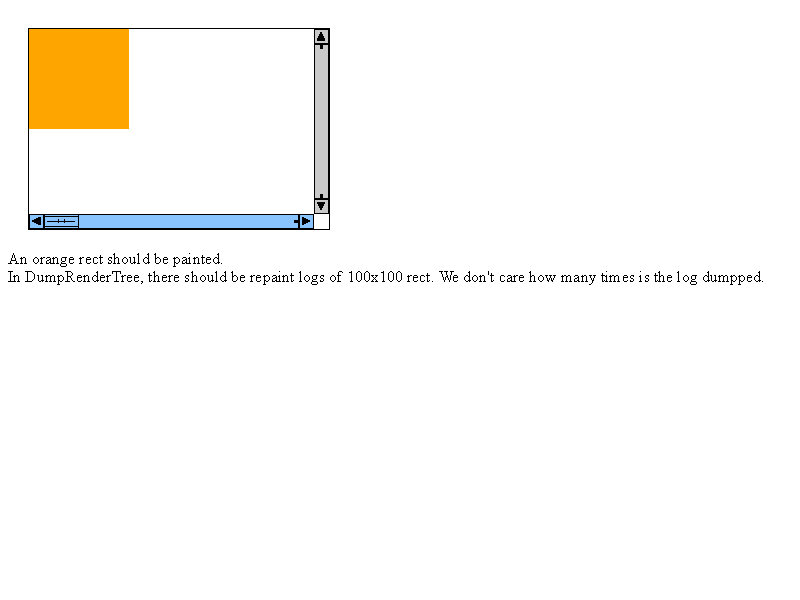 An orange rect should be painted.
In DumpRenderTree, there should be repaint logs of 100x100 rect. We don't care how many times is the log dumpped.